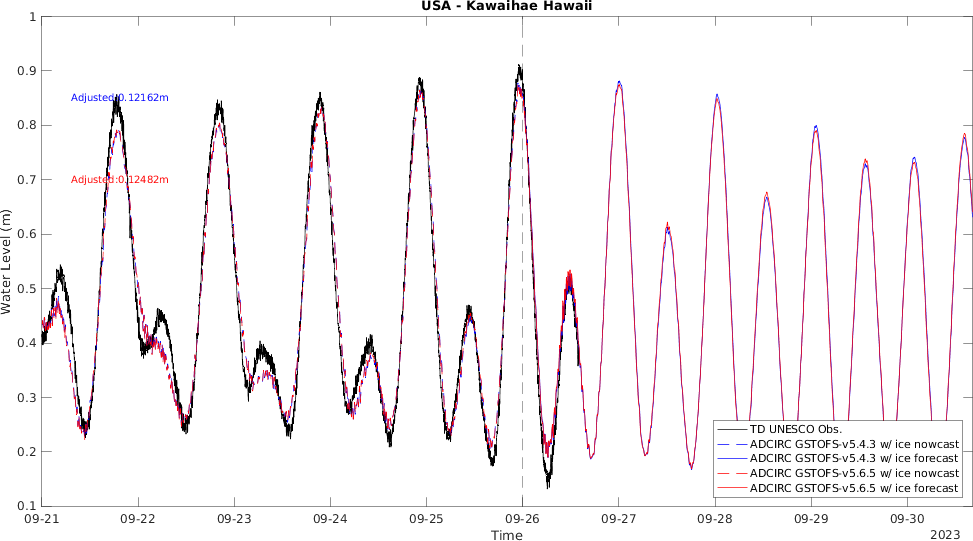 USA - Kawaihae Hawaii
1
0.9
0.8
0.7
0.6
0.5
0.4
0.3
0.2
0.1
Water Level (m)
Adjusted:0.12162m
Adjusted:0.12482m
TD UNESCO Obs.
ADCIRC GSTOFS-v5.4.3 w/ ice nowcast
ADCIRC GSTOFS-v5.4.3 w/ ice forecast
ADCIRC GSTOFS-v5.6.5 w/ ice nowcast
ADCIRC GSTOFS-v5.6.5 w/ ice forecast
09-21 09-22 09-23 09-24 09-25 09-26 09-27 09-28 09-29 09-30
Time
2023